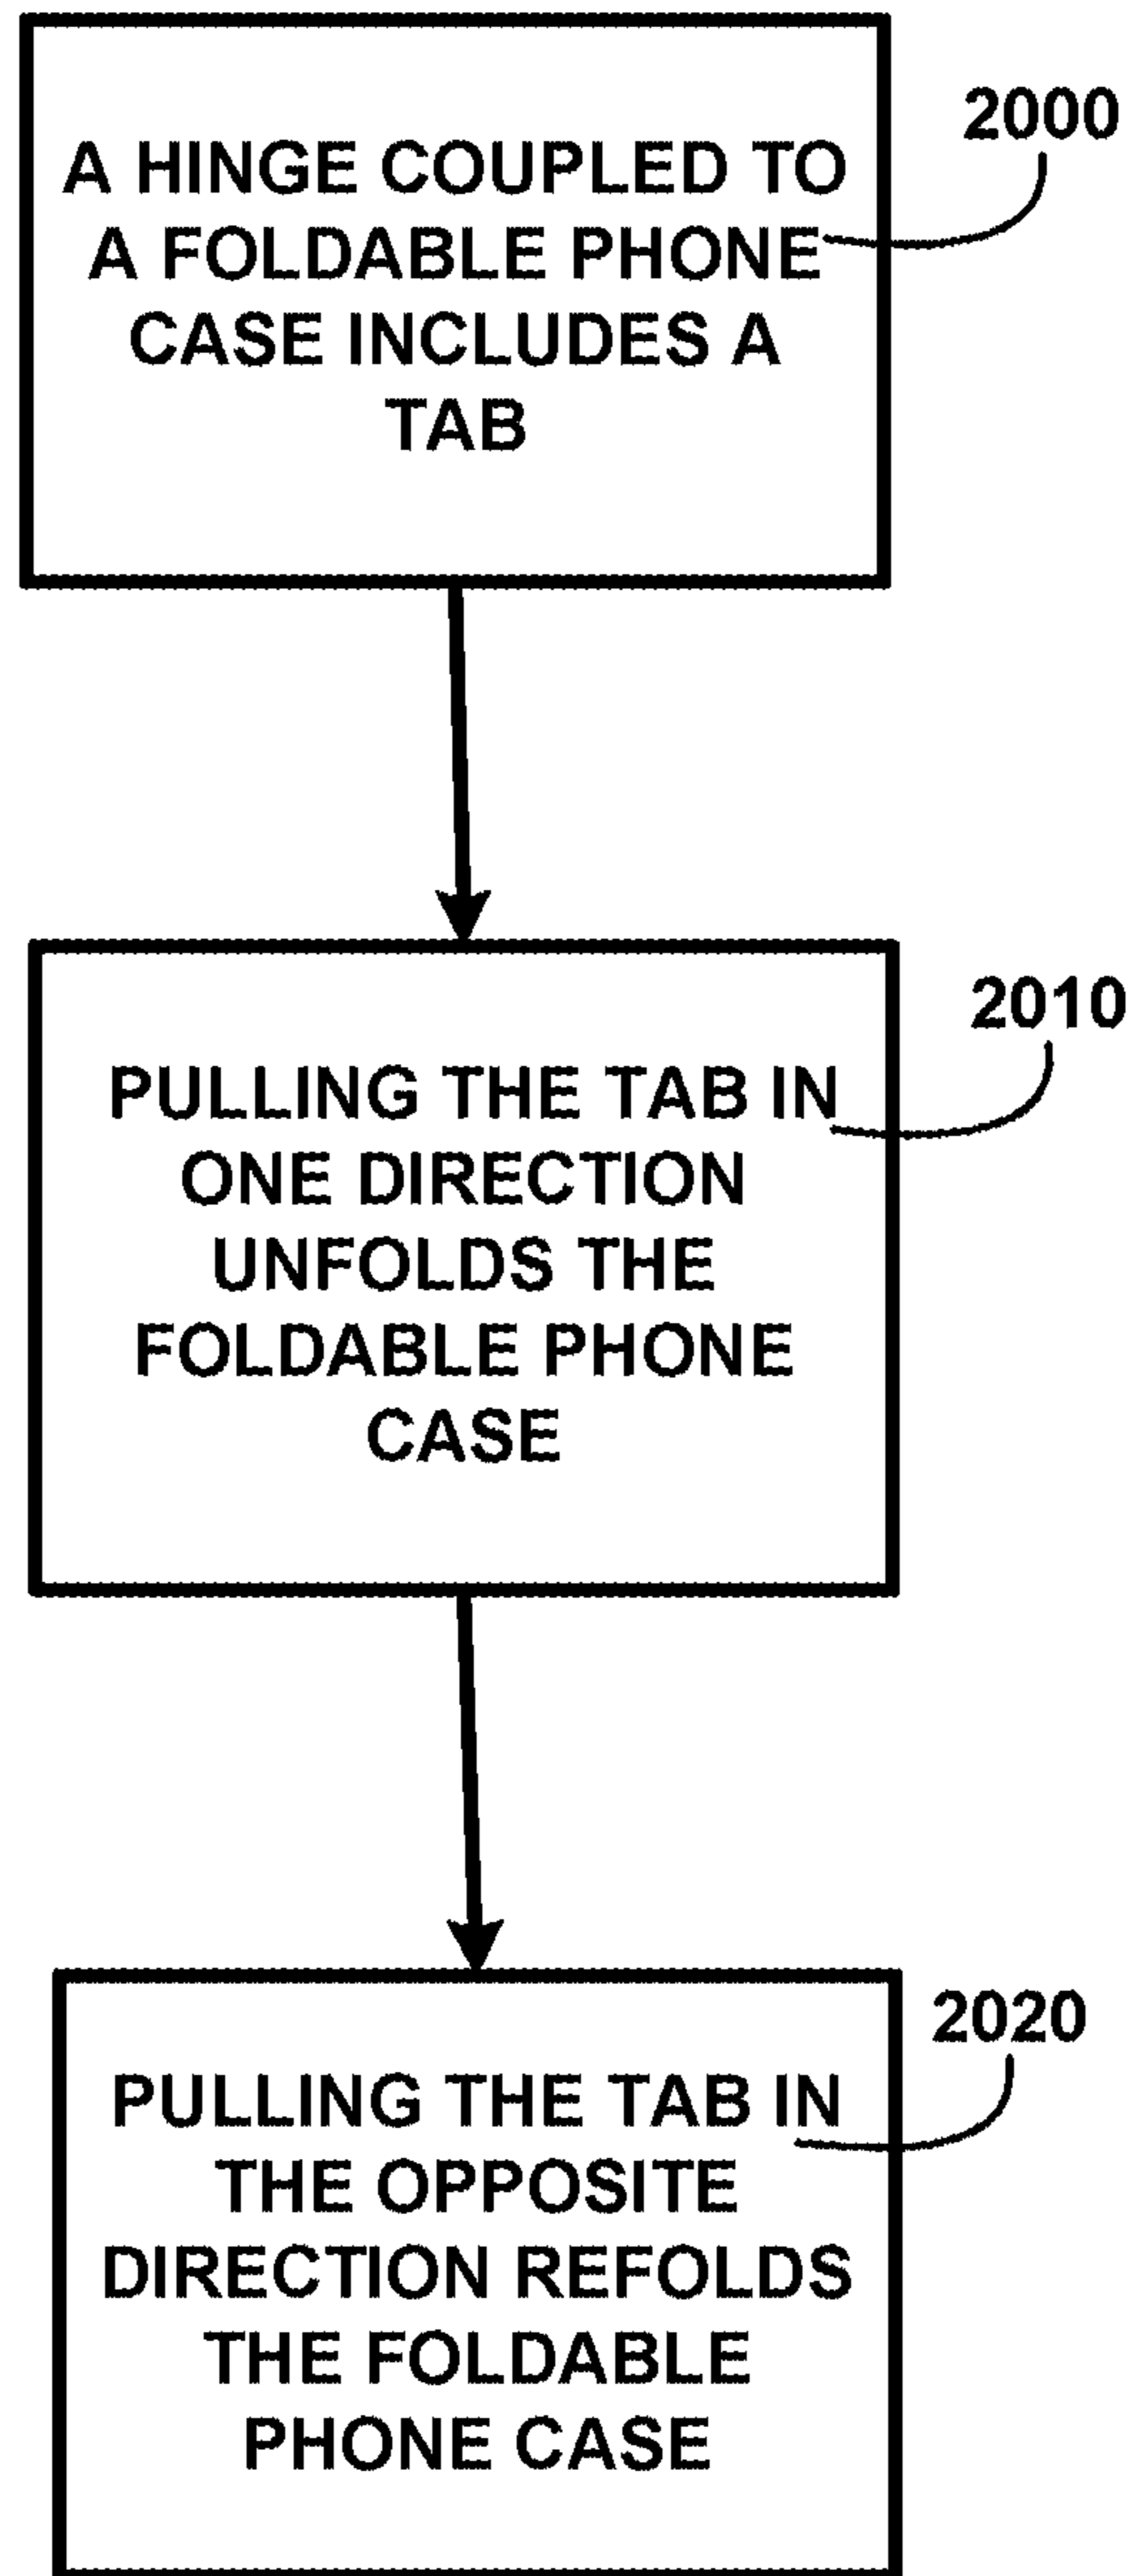 2000
A HINGE COUPLED TO
A FOLDABLE PHONE
CASE INCLUDES A
TAB
2010
PULLING THE TAB IN
ONE DIRECTION
UNFOLDS THE
FOLDABLE PHONE
CASE
2020
PULLING THE TAB IN
THE OPPOSITE
DIRECTION REFOLDS
THE FOLDABLE
PHONE CASE